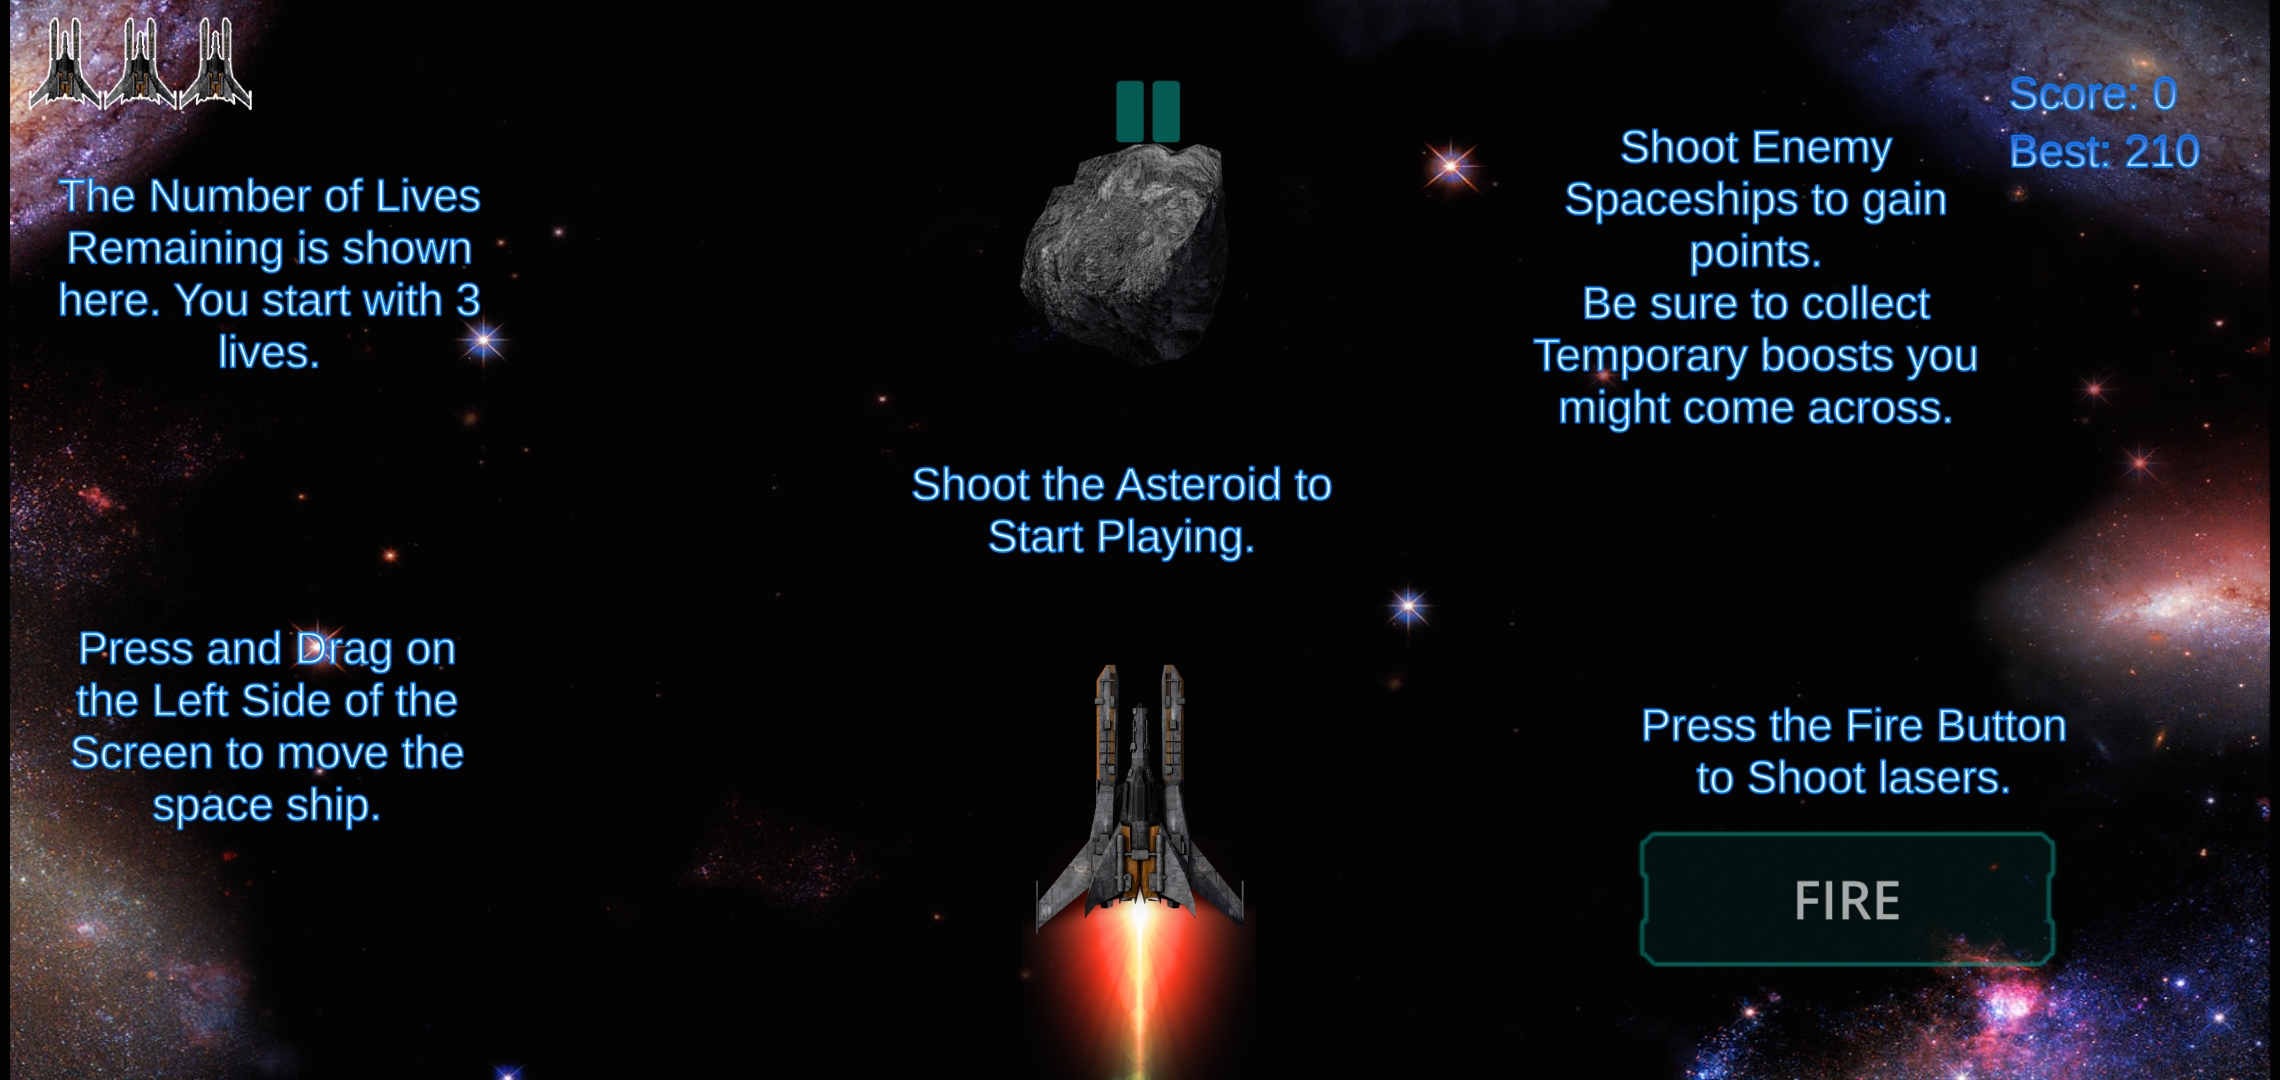 Score: 0
Best: 210
The Number of Lives
Remaining is shown
here. You start with 3
lives.
Shoot Enemy
Spaceships to gain
points.
Be sure to collect
Temporary boosts you
might come across.
Shoot the Asteroid to
Start Playing.
Press and Drag on
the Left Side of the
Screen to move the
space ship.
Press the Fire Button
to Shoot lasers.
FIRE